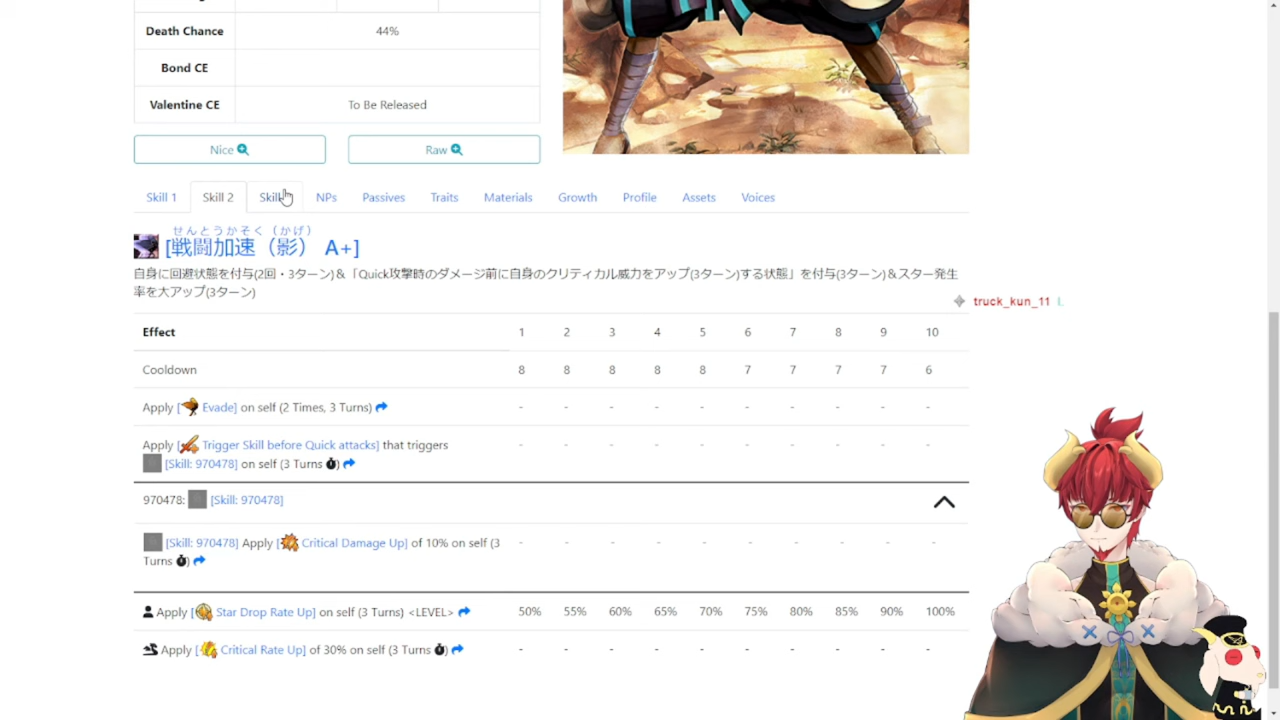 Death Chance 44%
Bond CE
Valentine CE To Be Released
Nice Raw
Skill 1 Skill 2 Skill NPs Passives Traits Materials Growth Profile Assets Voices
せんとうかそく（かげ）
[戦闘加速（影） A+]
自身に回避状態を付与(2回・3ターン)＆「Quick攻撃時のダメージ前に自身のクリティカル威力をアップ(3ターン)する状態」を付与(3ターン)＆スター発生
率を大アップ(3ターン)
truck_kun_11 L
Effect 1 2 3 4 5 6 7 8 9 10
Cooldown 8 8 8 8 8 7 7 7 7 6
Apply [Evade] on self (2 Times, 3 Turns) - - - - - - - - - -
Apply [Trigger Skill before Quick attacks] that triggers - - - - - - - - - -
[Skill: 970478] on self (3 Turns )
970478: [Skill: 970478]
[Skill: 970478] Apply [Critical Damage Up] of 10% on self (3 - - - - - - - - - -
Turns )
Apply [Star Drop Rate Up] on self (3 Turns) <LEVEL> 50% 55% 60% 65% 70% 75% 80% 85% 90% 100%
Apply [Critical Rate Up] of 30% on self (3 Turns ) - - - - - - - - - -